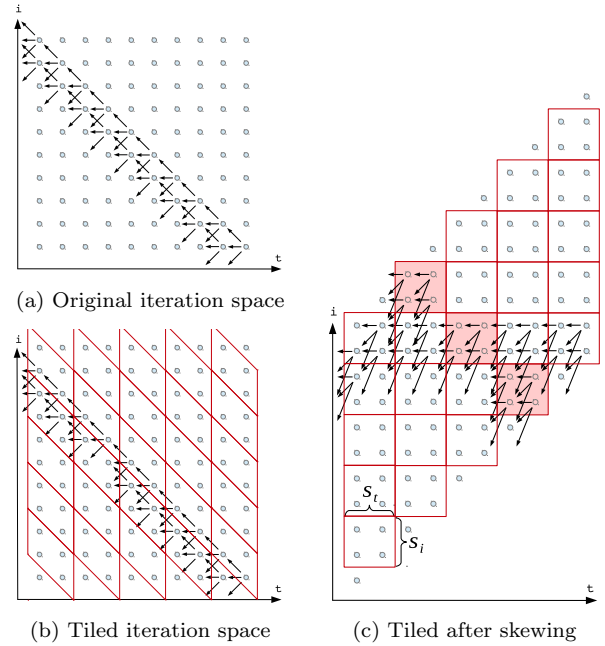 i
t
(a) Original iteration space
i
t
(b) Tiled iteration space
i
t
S_t
S_i
(c) Tiled after skewing